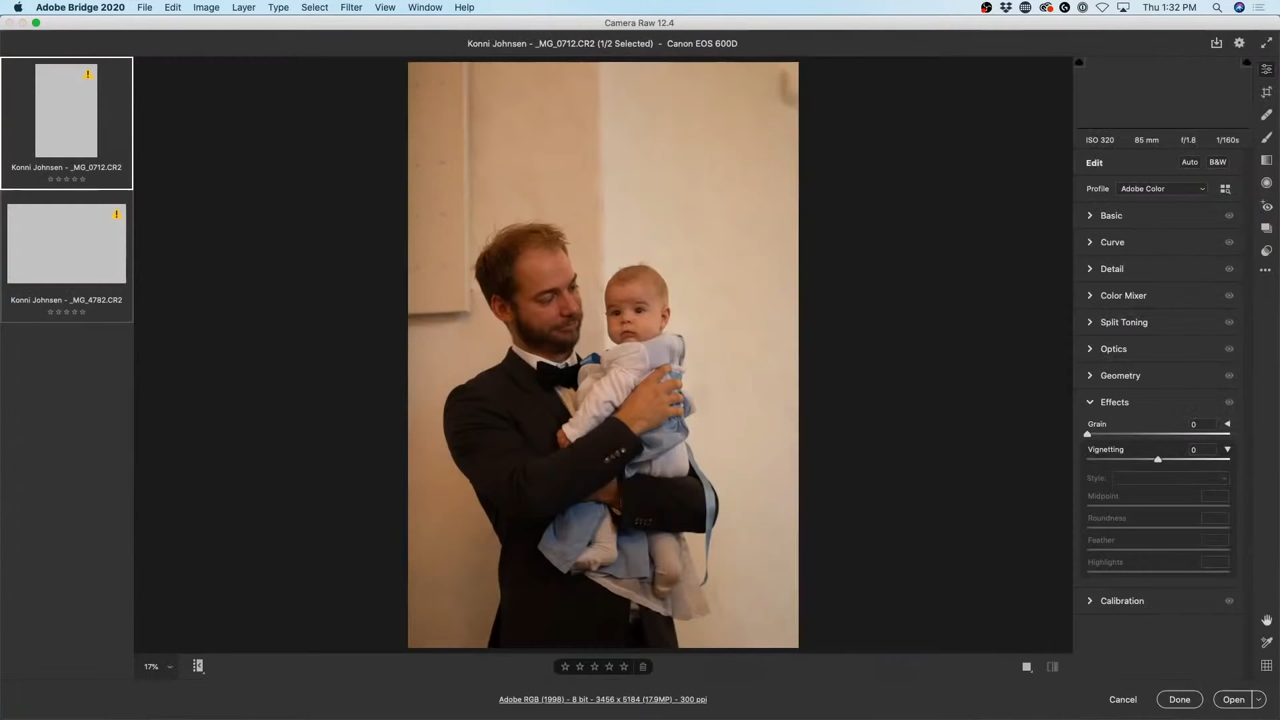 Adobe Bridge 2020 File Edit Image Layer Type Select Filter View Window Help Thu 1:32 PM
Camera Raw 12.4
Konni Johnsen - _MG_0712.CR2 (1/2 Selected) - Canon EOS 600D
Konni Johnsen - _MG_0712.CR2
Konni Johnsen - _MG_4782.CR2
ISO 320 85 mm f/1.8 1/160s
Edit Auto B&W
Profile Adobe Color
Basic
Curve
Detail
Color Mixer
Split Toning
Optics
Geometry
Effects
Grain 0
Vignetting 0
Style:
Midpoint
Roundness
Feather
Highlights
Calibration
17%
Adobe RGB (1998) - 8 bit - 3456 x 5184 (17.9MP) - 300 ppi
Cancel Done Open